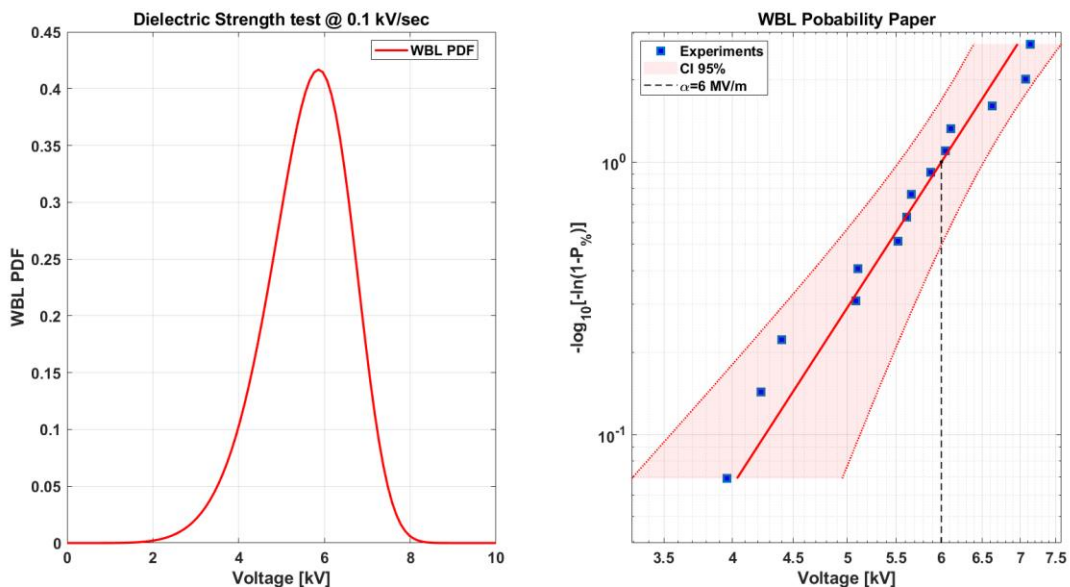 Dielectric Strength test @ 0.1 kV/sec
WBL PDF
0.45
0.4
0.35
0.3
0.25
0.2
0.15
0.1
0.05
0
WBL PDF
0
2
4
6
8
10
Voltage [kV]
WBL Pobability Paper
Experiments
CI 95%
α=6 MV/m
10^0
10^-1
-log10[-ln(1-P%)]
3.5
4
4.5
5
5.5
6
6.5
7
7.5
Voltage [kV]